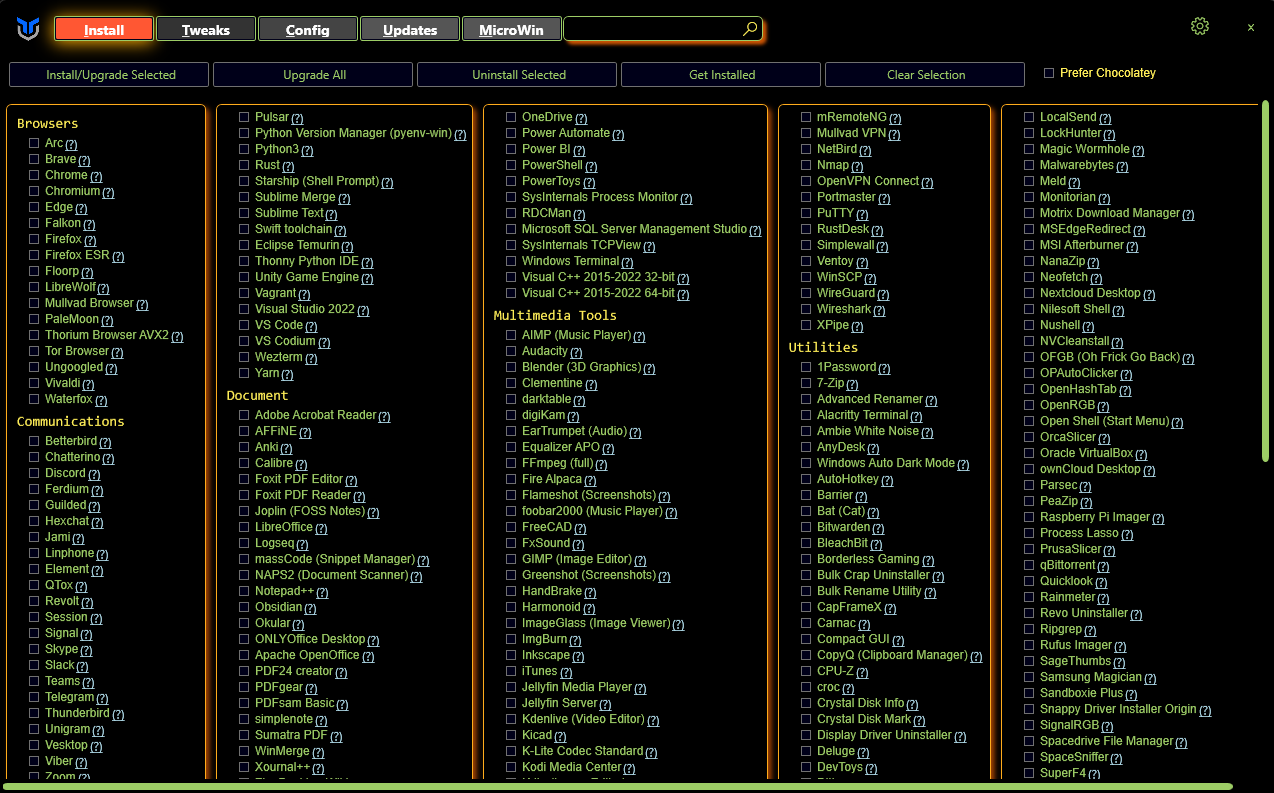 Install
Tweaks
Config
Updates
MicroWin
x
Install/Upgrade Selected
Upgrade All
Uninstall Selected
Get Installed
Clear Selection
Prefer Chocolatey
Browsers
Arc (?)
Brave (?)
Chrome (?)
Chromium (?)
Edge (?)
Falkon (?)
Firefox (?)
Firefox ESR (?)
Floorp (?)
LibreWolf (?)
Mullvad Browser (?)
PaleMoon (?)
Thorium Browser AVX2 (?)
Tor Browser (?)
Ungoogled (?)
Vivaldi (?)
Waterfox (?)
Communications
Betterbird (?)
Chatterino (?)
Discord (?)
Ferdium (?)
Guilded (?)
Hexchat (?)
Jami (?)
Linphone (?)
Element (?)
QTox (?)
Revolt (?)
Session (?)
Signal (?)
Skype (?)
Slack (?)
Teams (?)
Telegram (?)
Thunderbird (?)
Unigram (?)
Vesktop (?)
Viber (?)
Zoom (?)
Pulsar (?)
Python Version Manager (pyenv-win) (?)
Python3 (?)
Rust (?)
Starship (Shell Prompt) (?)
Sublime Merge (?)
Sublime Text (?)
Swift toolchain (?)
Eclipse Temurin (?)
Thonny Python IDE (?)
Unity Game Engine (?)
Vagrant (?)
Visual Studio 2022 (?)
VS Code (?)
VS Codium (?)
Wezterm (?)
Yarn (?)
Document
Adobe Acrobat Reader (?)
AFFiNE (?)
Anki (?)
Calibre (?)
Foxit PDF Editor (?)
Foxit PDF Reader (?)
Joplin (FOSS Notes) (?)
LibreOffice (?)
Logseq (?)
massCode (Snippet Manager) (?)
NAPS2 (Document Scanner) (?)
Notepad++ (?)
Obsidian (?)
Okular (?)
ONLYOffice Desktop (?)
Apache OpenOffice (?)
PDF24 creator (?)
PDFgear (?)
PDFsam Basic (?)
simplenote (?)
Sumatra PDF (?)
WinMerge (?)
Xournal++ (?)
OneDrive (?)
Power Automate (?)
Power BI (?)
PowerShell (?)
PowerToys (?)
SysInternals Process Monitor (?)
RDCMan (?)
Microsoft SQL Server Management Studio (?)
SysInternals TCPView (?)
Windows Terminal (?)
Visual C++ 2015-2022 32-bit (?)
Visual C++ 2015-2022 64-bit (?)
Multimedia Tools
AIMP (Music Player) (?)
Audacity (?)
Blender (3D Graphics) (?)
Clementine (?)
darktable (?)
digiKam (?)
EarTrumpet (Audio) (?)
Equalizer APO (?)
FFmpeg (full) (?)
Fire Alpaca (?)
Flameshot (Screenshots) (?)
foobar2000 (Music Player) (?)
FreeCAD (?)
FxSound (?)
GIMP (Image Editor) (?)
Greenshot (Screenshots) (?)
HandBrake (?)
Harmonoid (?)
ImageGlass (Image Viewer) (?)
ImgBurn (?)
Inkscape (?)
iTunes (?)
Jellyfin Media Player (?)
Jellyfin Server (?)
Kdenlive (Video Editor) (?)
Kicad (?)
K-Lite Codec Standard (?)
Kodi Media Center (?)
mRemoteNG (?)
Mullvad VPN (?)
NetBird (?)
Nmap (?)
OpenVPN Connect (?)
Portmaster (?)
PuTTY (?)
RustDesk (?)
Simplewall (?)
Ventoy (?)
WinSCP (?)
WireGuard (?)
Wireshark (?)
XPipe (?)
Utilities
1Password (?)
7-Zip (?)
Advanced Renamer (?)
Alacritty Terminal (?)
Ambie White Noise (?)
AnyDesk (?)
Windows Auto Dark Mode (?)
AutoHotkey (?)
Barrier (?)
Bat (Cat) (?)
Bitwarden (?)
BleachBit (?)
Borderless Gaming (?)
Bulk Crap Uninstaller (?)
Bulk Rename Utility (?)
CapFrameX (?)
Carnac (?)
Compact GUI (?)
CopyQ (Clipboard Manager) (?)
CPU-Z (?)
croc (?)
Crystal Disk Info (?)
Crystal Disk Mark (?)
Display Driver Uninstaller (?)
Deluge (?)
DevToys (?)
LocalSend (?)
LockHunter (?)
Magic Wormhole (?)
Malwarebytes (?)
Meld (?)
Monitorian (?)
Motrix Download Manager (?)
MSEdgeRedirect (?)
MSI Afterburner (?)
NanaZip (?)
Neofetch (?)
Nextcloud Desktop (?)
Nilesoft Shell (?)
Nushell (?)
NVCleanstall (?)
OFGB (Oh Frick Go Back) (?)
OPAutoClicker (?)
OpenHashTab (?)
OpenRGB (?)
Open Shell (Start Menu) (?)
OrcaSlicer (?)
Oracle VirtualBox (?)
ownCloud Desktop (?)
Parsec (?)
PeaZip (?)
Raspberry Pi Imager (?)
Process Lasso (?)
PrusaSlicer (?)
qBittorrent (?)
Quicklook (?)
Rainmeter (?)
Revo Uninstaller (?)
Ripgrep (?)
Rufus Imager (?)
SageThumbs (?)
Samsung Magician (?)
Sandboxie Plus (?)
Snappy Driver Installer Origin (?)
SignalRGB (?)
Spacedrive File Manager (?)
SpaceSniffer (?)
SuperF4 (?)